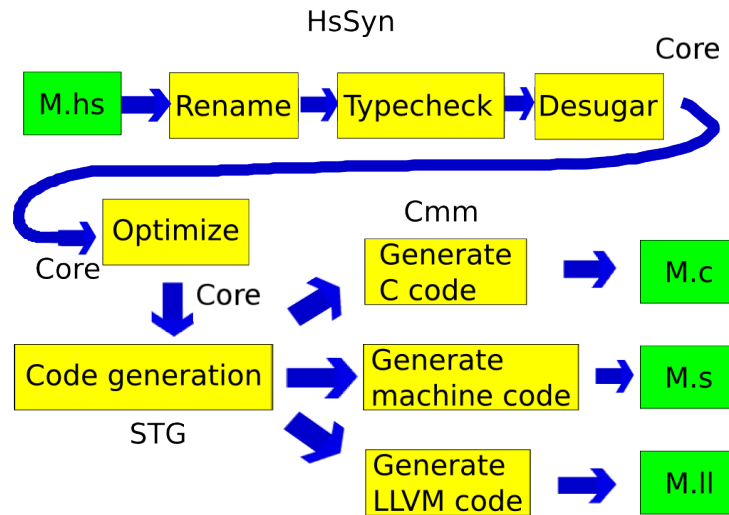 HsSyn
Core
M.hs
Rename
Typecheck
Desugar
Optimize
Core
Core
Cmm
Generate
C code
M.c
Code generation
STG
Generate
machine code
M.s
Generate
LLVM code
M.ll